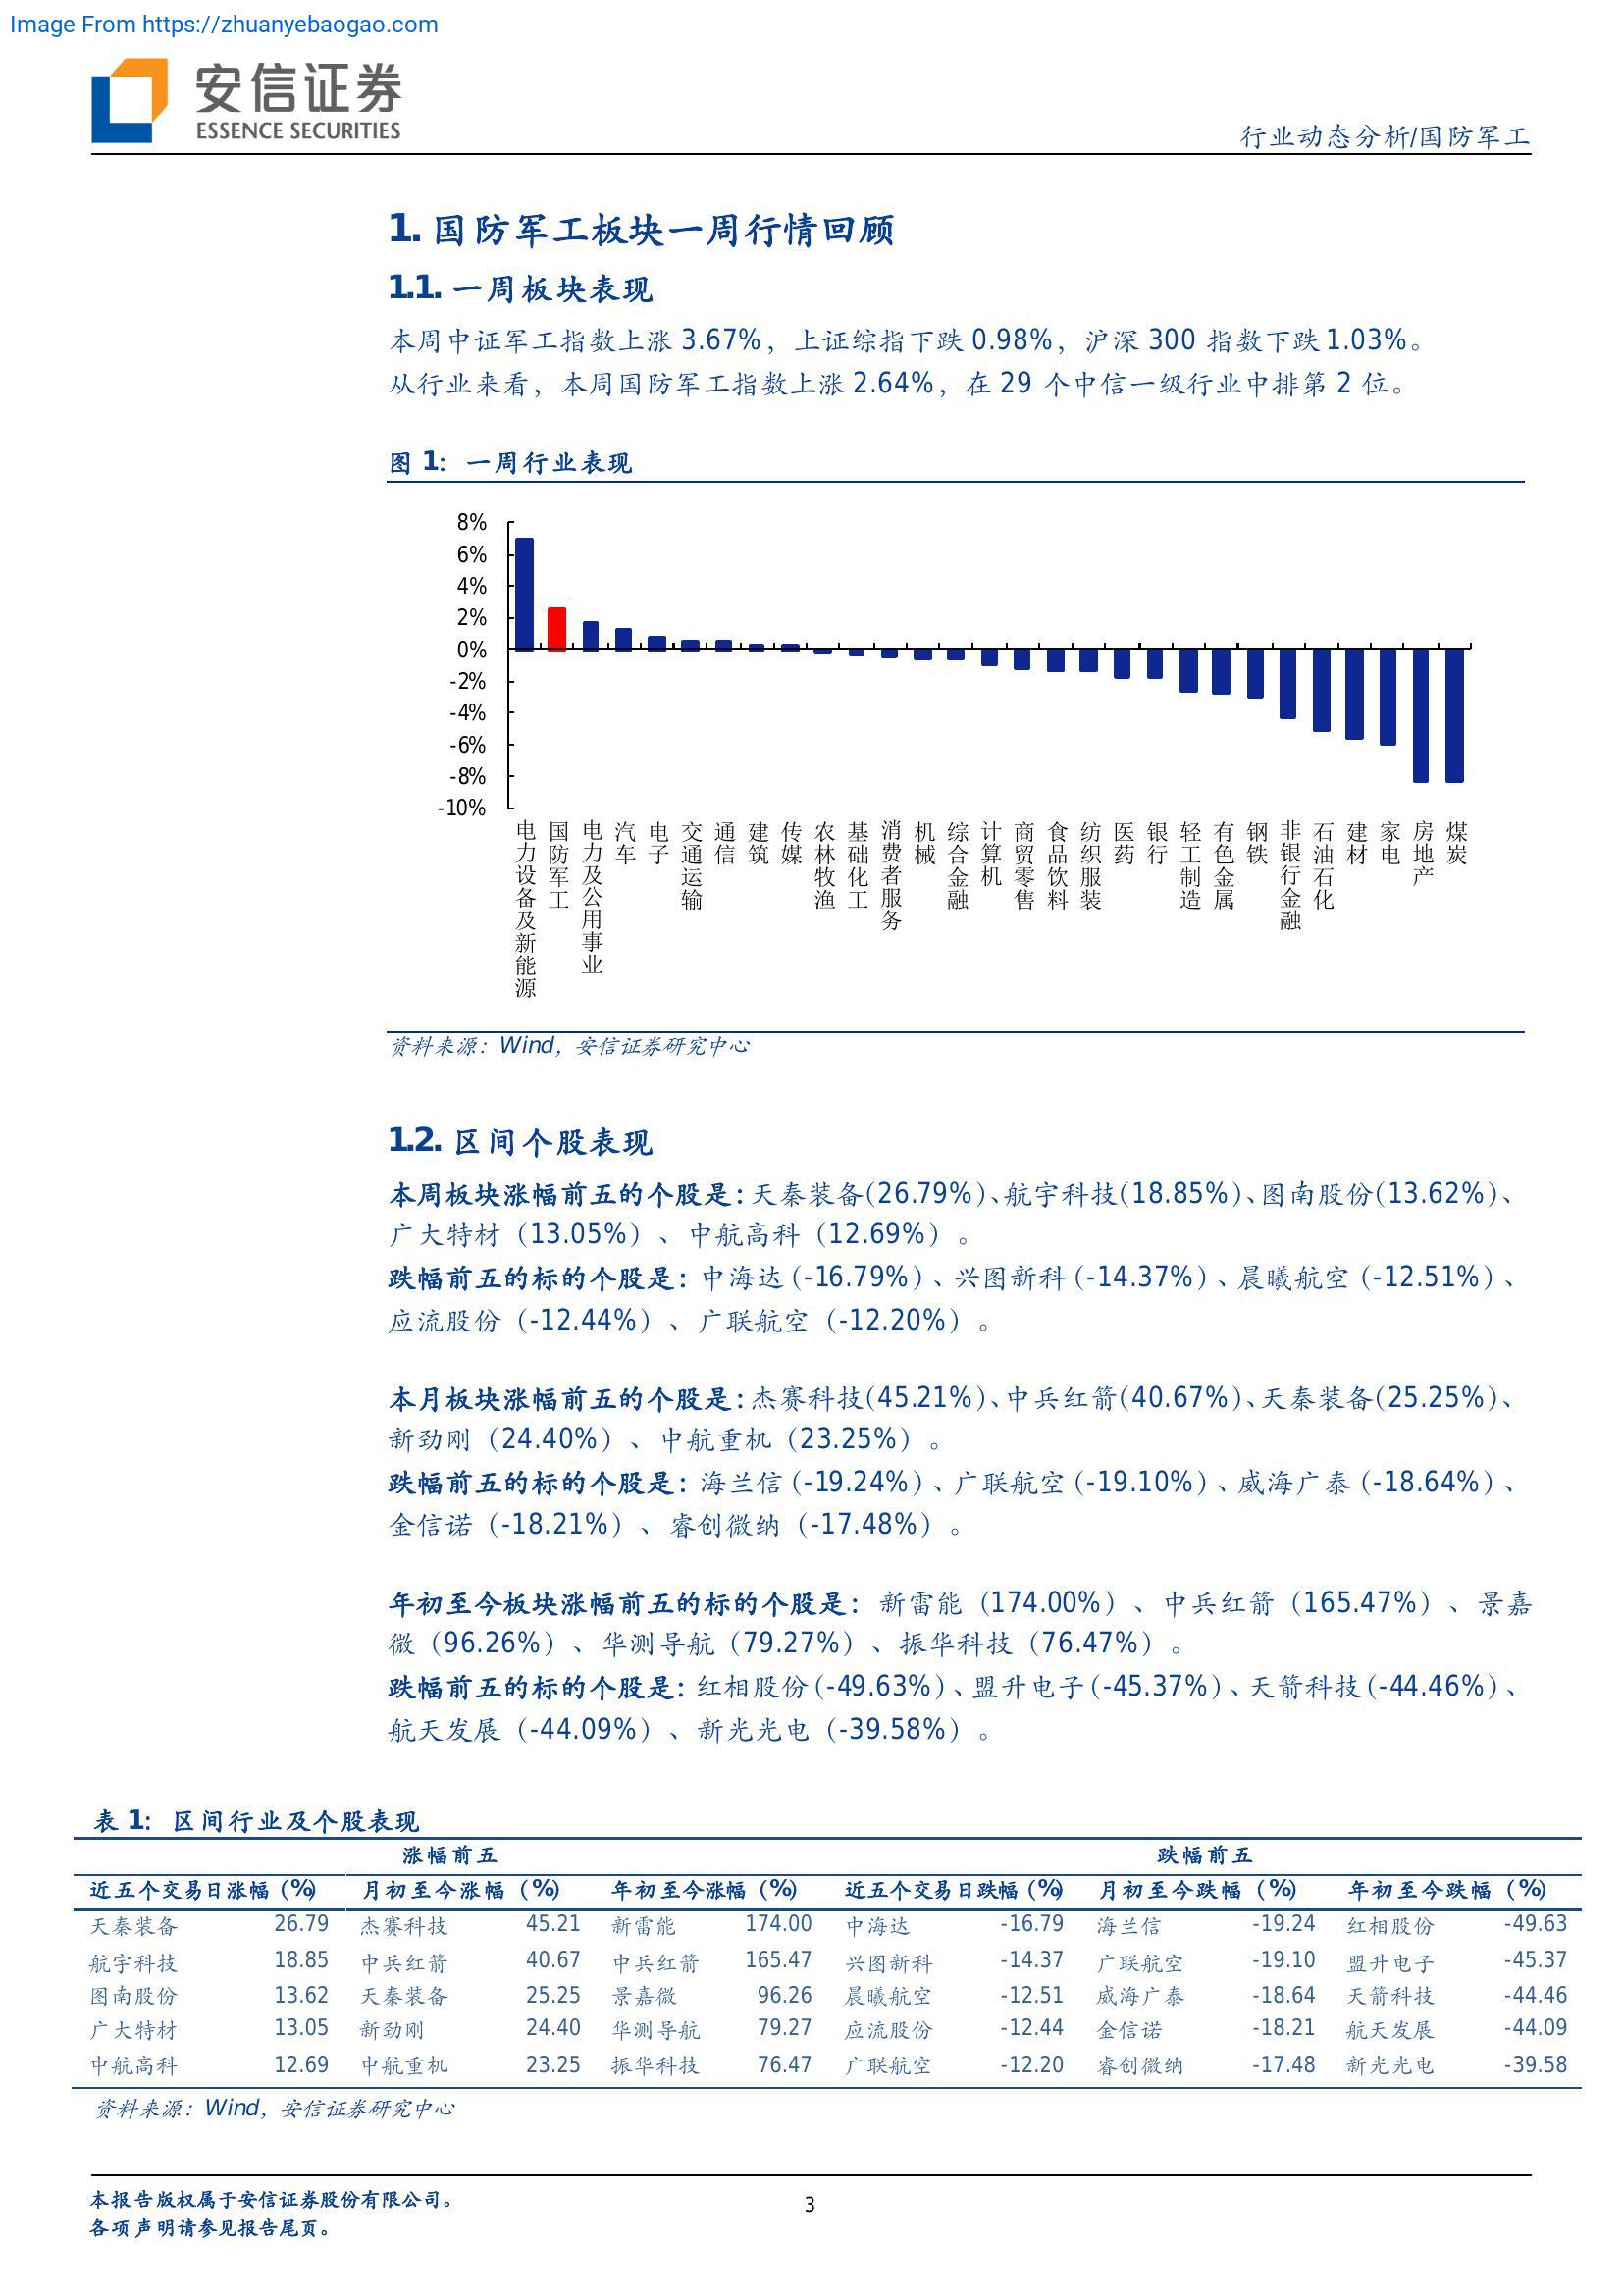 Image From https://zhuanyebaogao.com
安信证券
ESSENCE SECURITIES
行业动态分析/国防军工
1. 国防军工板块一周行情回顾
1.1. 一周板块表现
本周中证军工指数上涨 3.67%，上证综指下跌 0.98%，沪深 300 指数下跌 1.03%。
从行业来看，本周国防军工指数上涨 2.64%，在 29 个中信一级行业中排第 2 位。
图 1：一周行业表现
8%
6%
4%
2%
0%
-2%
-4%
-6%
-8%
-10%
电力设备及新能源
国防军工
电力及公用事业
汽车
电子
交通运输
通信
建筑
传媒
农林牧渔
基础化工
消费者服务
机械
综合金融
计算机
商贸零售
食品饮料
纺织服装
医药
银行
轻工制造
有色金属
钢铁
非银行金融
石油石化
建材
家电
房地产
煤炭
资料来源：Wind，安信证券研究中心
1.2. 区间个股表现
本周板块涨幅前五的个股是：天秦装备（26.79%）、航宇科技（18.85%）、图南股份（13.62%）、
广大特材（13.05%）、中航高科（12.69%）。
跌幅前五的标的个股是：中海达（-16.79%）、兴图新科（-14.37%）、晨曦航空（-12.51%）、
应流股份（-12.44%）、广联航空（-12.20%）。
本月板块涨幅前五的个股是：杰赛科技（45.21%）、中兵红箭（40.67%）、天秦装备（25.25%）、
新劲刚（24.40%）、中航重机（23.25%）。
跌幅前五的标的个股是：海兰信（-19.24%）、广联航空（-19.10%）、威海广泰（-18.64%）、
金信诺（-18.21%）、睿创微纳（-17.48%）。
年初至今板块涨幅前五的标的个股是：新雷能（174.00%）、中兵红箭（165.47%）、景嘉
微（96.26%）、华测导航（79.27%）、振华科技（76.47%）。
跌幅前五的标的个股是：红相股份（-49.63%）、盟升电子（-45.37%）、天箭科技（-44.46%）、
航天发展（-44.09%）、新光光电（-39.58%）。
表 1：区间行业及个股表现
涨幅前五 跌幅前五
近五个交易日涨幅（%） 月初至今涨幅（%） 年初至今涨幅（%） 近五个交易日跌幅（%） 月初至今跌幅（%） 年初至今跌幅（%）
天秦装备 26.79 杰赛科技 45.21 新雷能 174.00 中海达 -16.79 海兰信 -19.24 红相股份 -49.63
航宇科技 18.85 中兵红箭 40.67 中兵红箭 165.47 兴图新科 -14.37 广联航空 -19.10 盟升电子 -45.37
图南股份 13.62 天秦装备 25.25 景嘉微 96.26 晨曦航空 -12.51 威海广泰 -18.64 天箭科技 -44.46
广大特材 13.05 新劲刚 24.40 华测导航 79.27 应流股份 -12.44 金信诺 -18.21 航天发展 -44.09
中航高科 12.69 中航重机 23.25 振华科技 76.47 广联航空 -12.20 睿创微纳 -17.48 新光光电 -39.58
资料来源：Wind，安信证券研究中心
本报告版权属于安信证券股份有限公司。
各项声明请参见报告尾页。
3